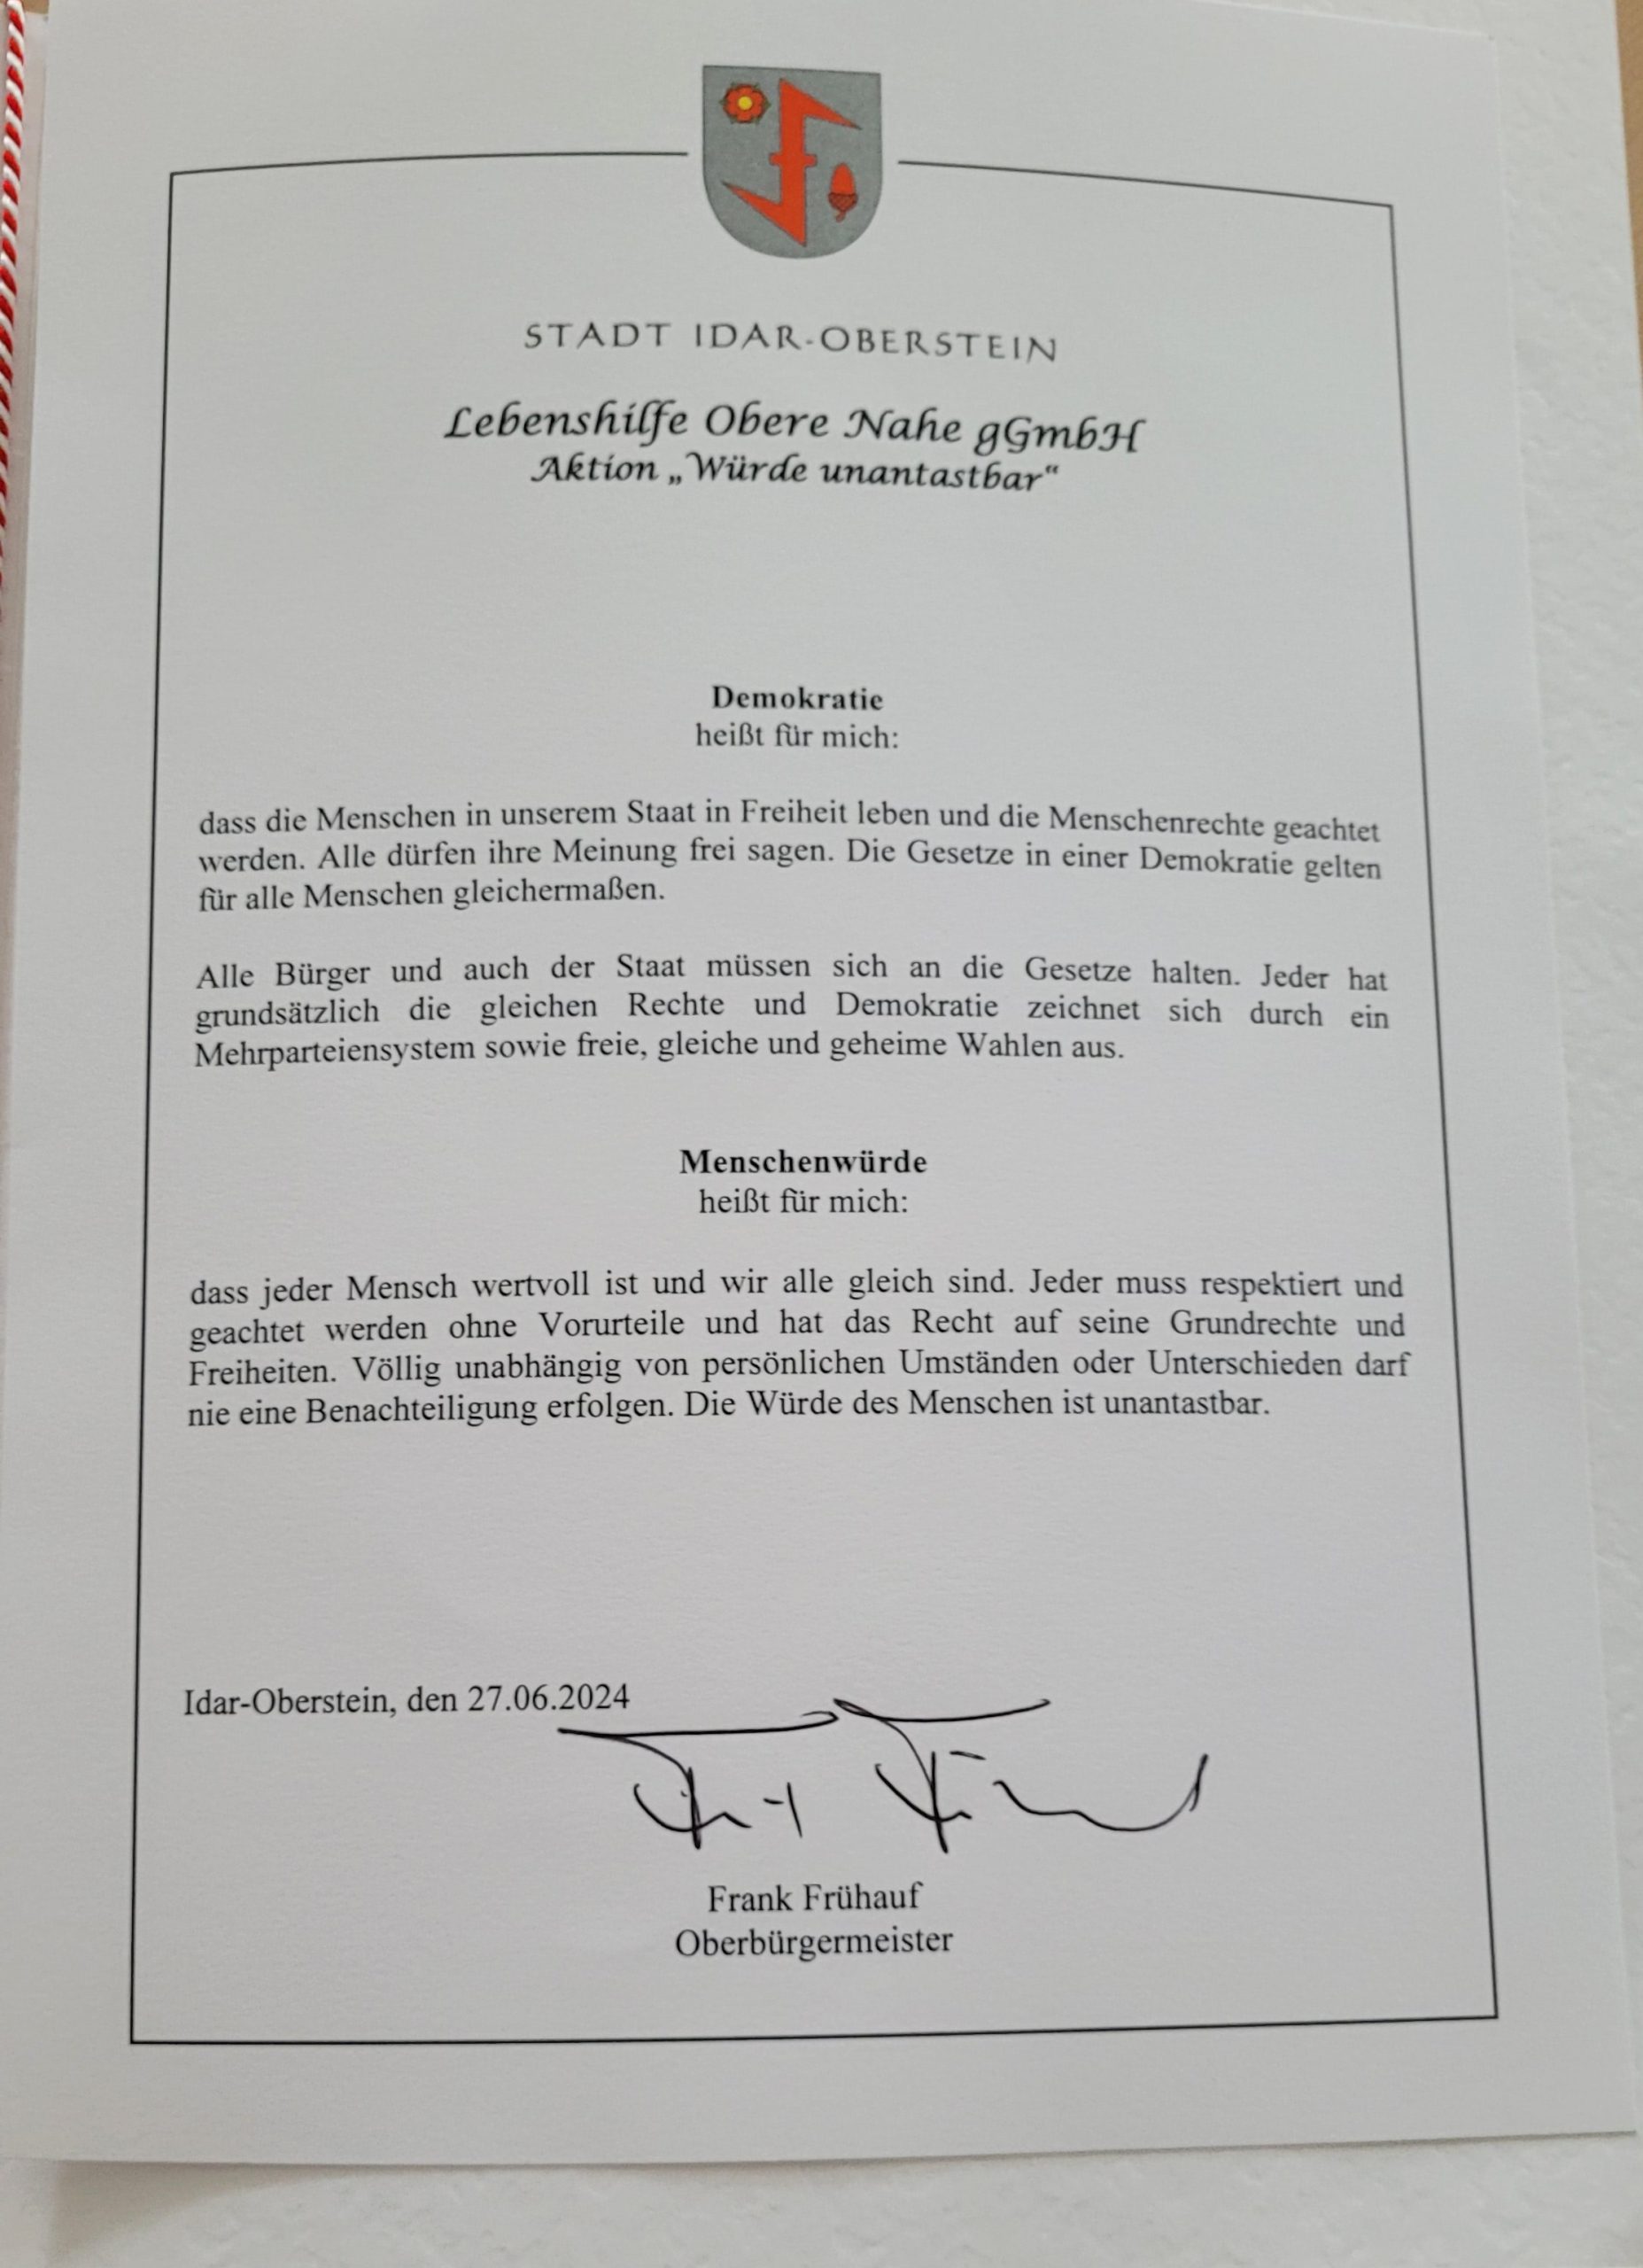 STADT IDAR-OBERSTEIN
Lebenshilfe Obere Nahe gGmbH
Aktion „Würde unantastbar“
Demokratie
heißt für mich:
dass die Menschen in unserem Staat in Freiheit leben und die Menschenrechte geachtet
werden. Alle dürfen ihre Meinung frei sagen. Die Gesetze in einer Demokratie gelten
für alle Menschen gleichermaßen.
Alle Bürger und auch der Staat müssen sich an die Gesetze halten. Jeder hat
grundsätzlich die gleichen Rechte und Demokratie zeichnet sich durch ein
Mehrparteiensystem sowie freie, gleiche und geheime Wahlen aus.
Menschenwürde
heißt für mich:
dass jeder Mensch wertvoll ist und wir alle gleich sind. Jeder muss respektiert und
geachtet werden ohne Vorurteile und hat das Recht auf seine Grundrechte und
Freiheiten. Völlig unabhängig von persönlichen Umständen oder Unterschieden darf
nie eine Benachteiligung erfolgen. Die Würde des Menschen ist unantastbar.
Idar-Oberstein, den 27.06.2024
Frank Frühauf
Oberbürgermeister